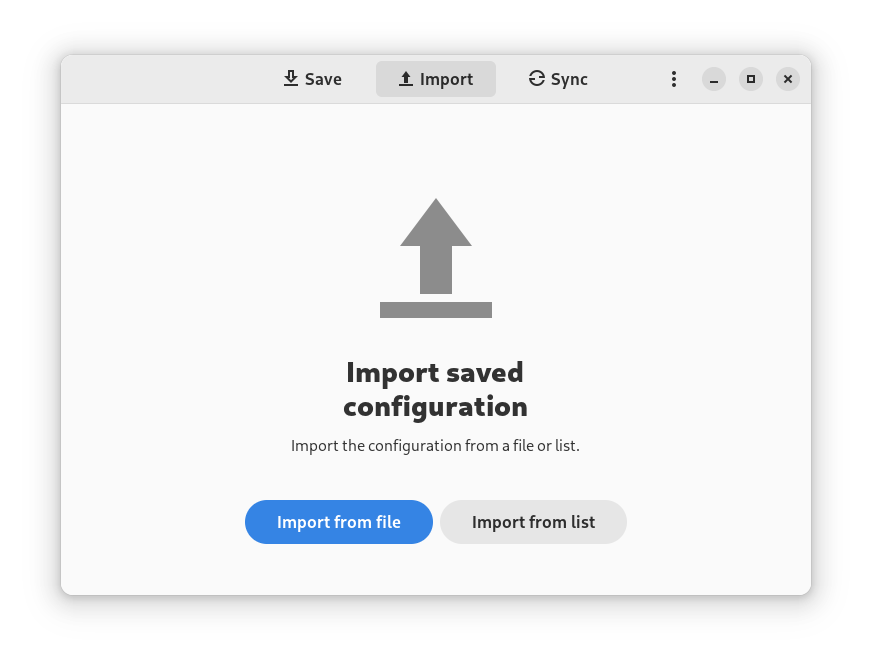 Save
Import
Sync
Import saved
configuration
Import the configuration from a file or list.
Import from file
Import from list